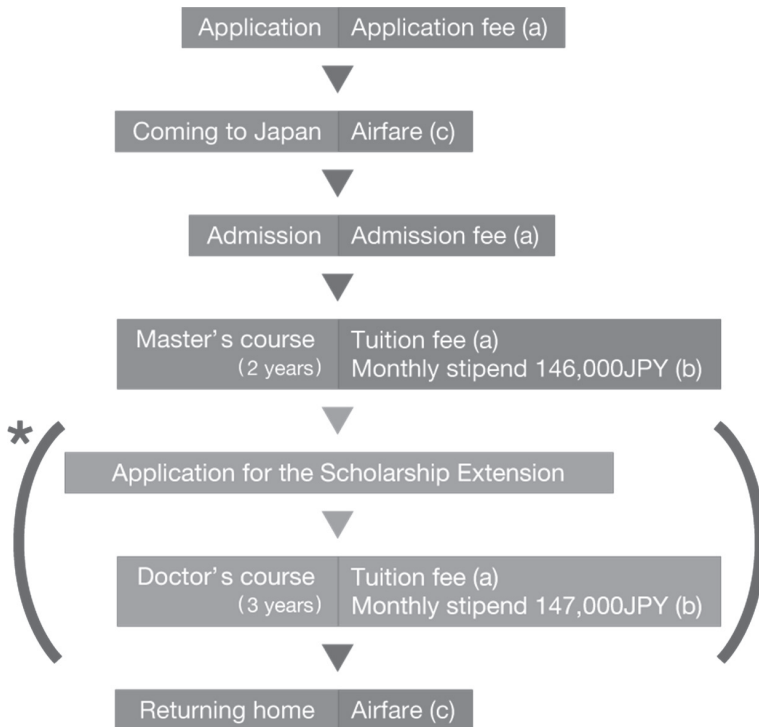 Application Application fee (a)
Coming to Japan Airfare (c)
Admission Admission fee (a)
Master's course Tuition fee (a)
(2 years) Monthly stipend 146,000JPY (b)
*
Application for the Scholarship Extension
Doctor's course Tuition fee (a)
(3 years) Monthly stipend 147,000JPY (b)
Returning home Airfare (c)